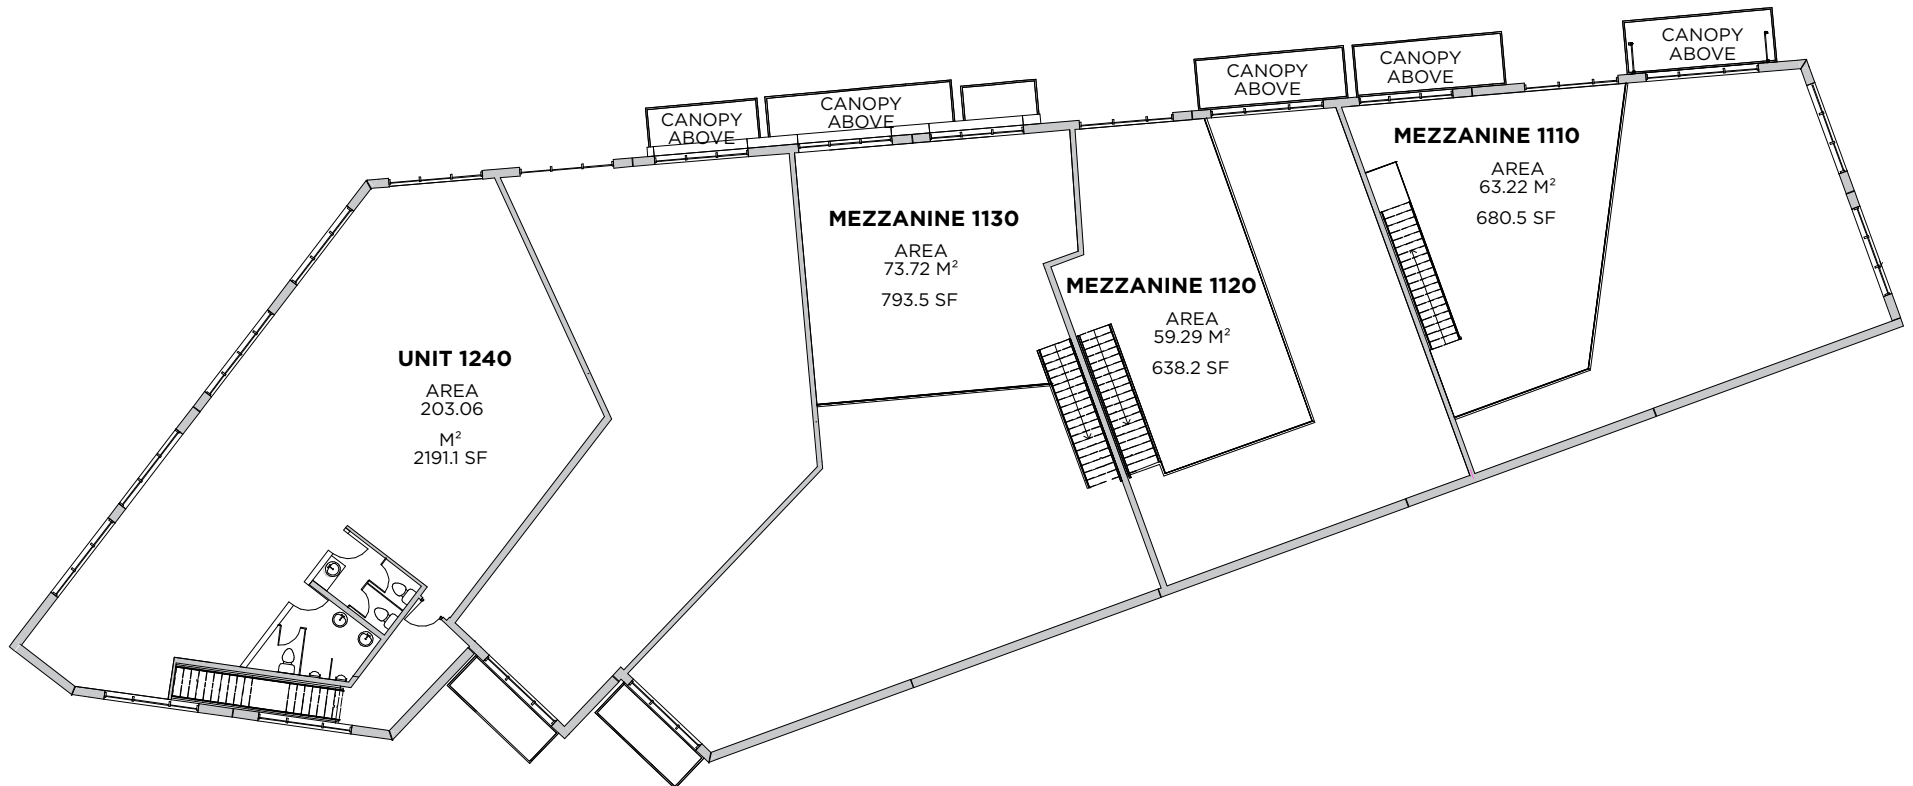 CANOPY
ABOVE
CANOPY
ABOVE
CANOPY
ABOVE
CANOPY
ABOVE
CANOPY
ABOVE
UNIT 1240
AREA
203.06
M²
2191.1 SF
MEZZANINE 1130
AREA
73.72 M²
793.5 SF
MEZZANINE 1120
AREA
59.29 M²
638.2 SF
MEZZANINE 1110
AREA
63.22 M²
680.5 SF